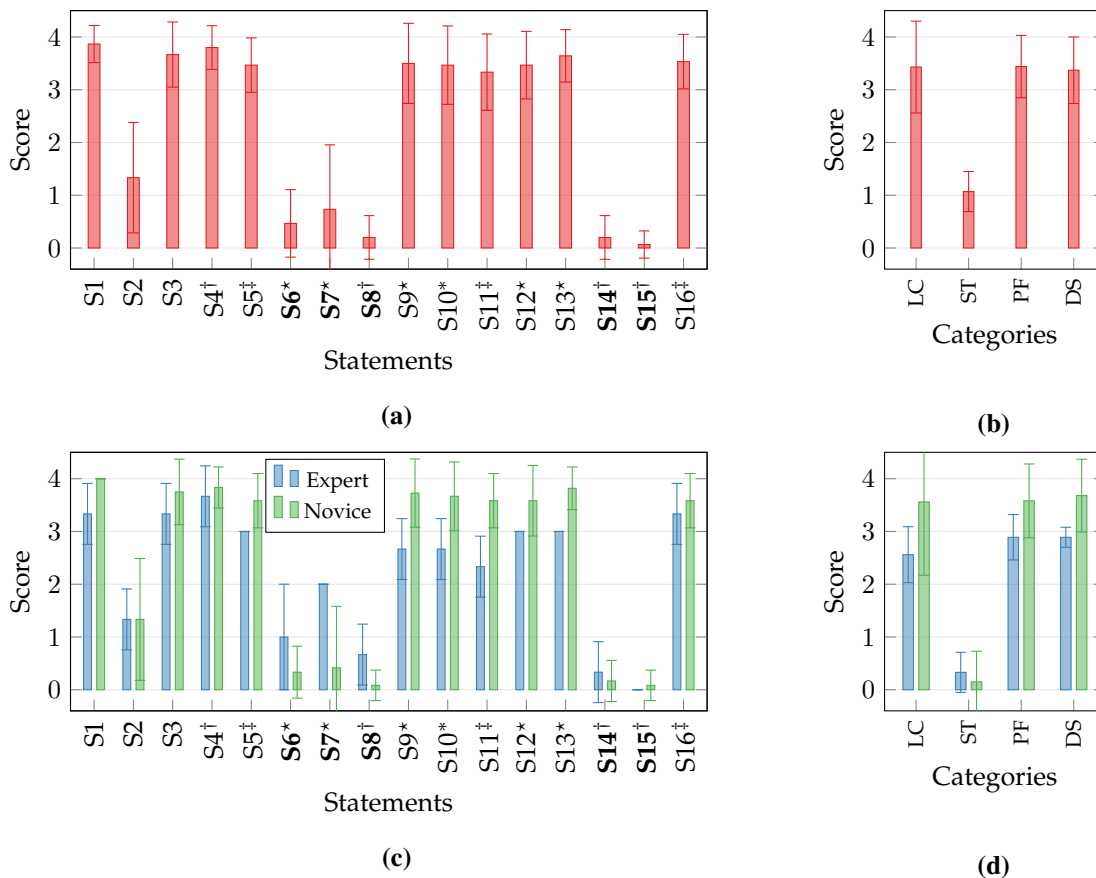 4
3
2
1
0
Score
S1 S2 S3 S4† S5‡ S6⋆ S7⋆ S8† S9* S10* S11‡ S12* S13* S14† S15† S16‡
Statements
(a)
4
3
2
1
0
Score
LC ST PF DS
Categories
(b)
4
3
2
1
0
Score
Expert
Novice
S1 S2 S3 S4† S5‡ S6⋆ S7⋆ S8† S9* S10* S11‡ S12* S13* S14† S15† S16‡
Statements
(c)
4
3
2
1
0
Score
LC ST PF DS
Categories
(d)